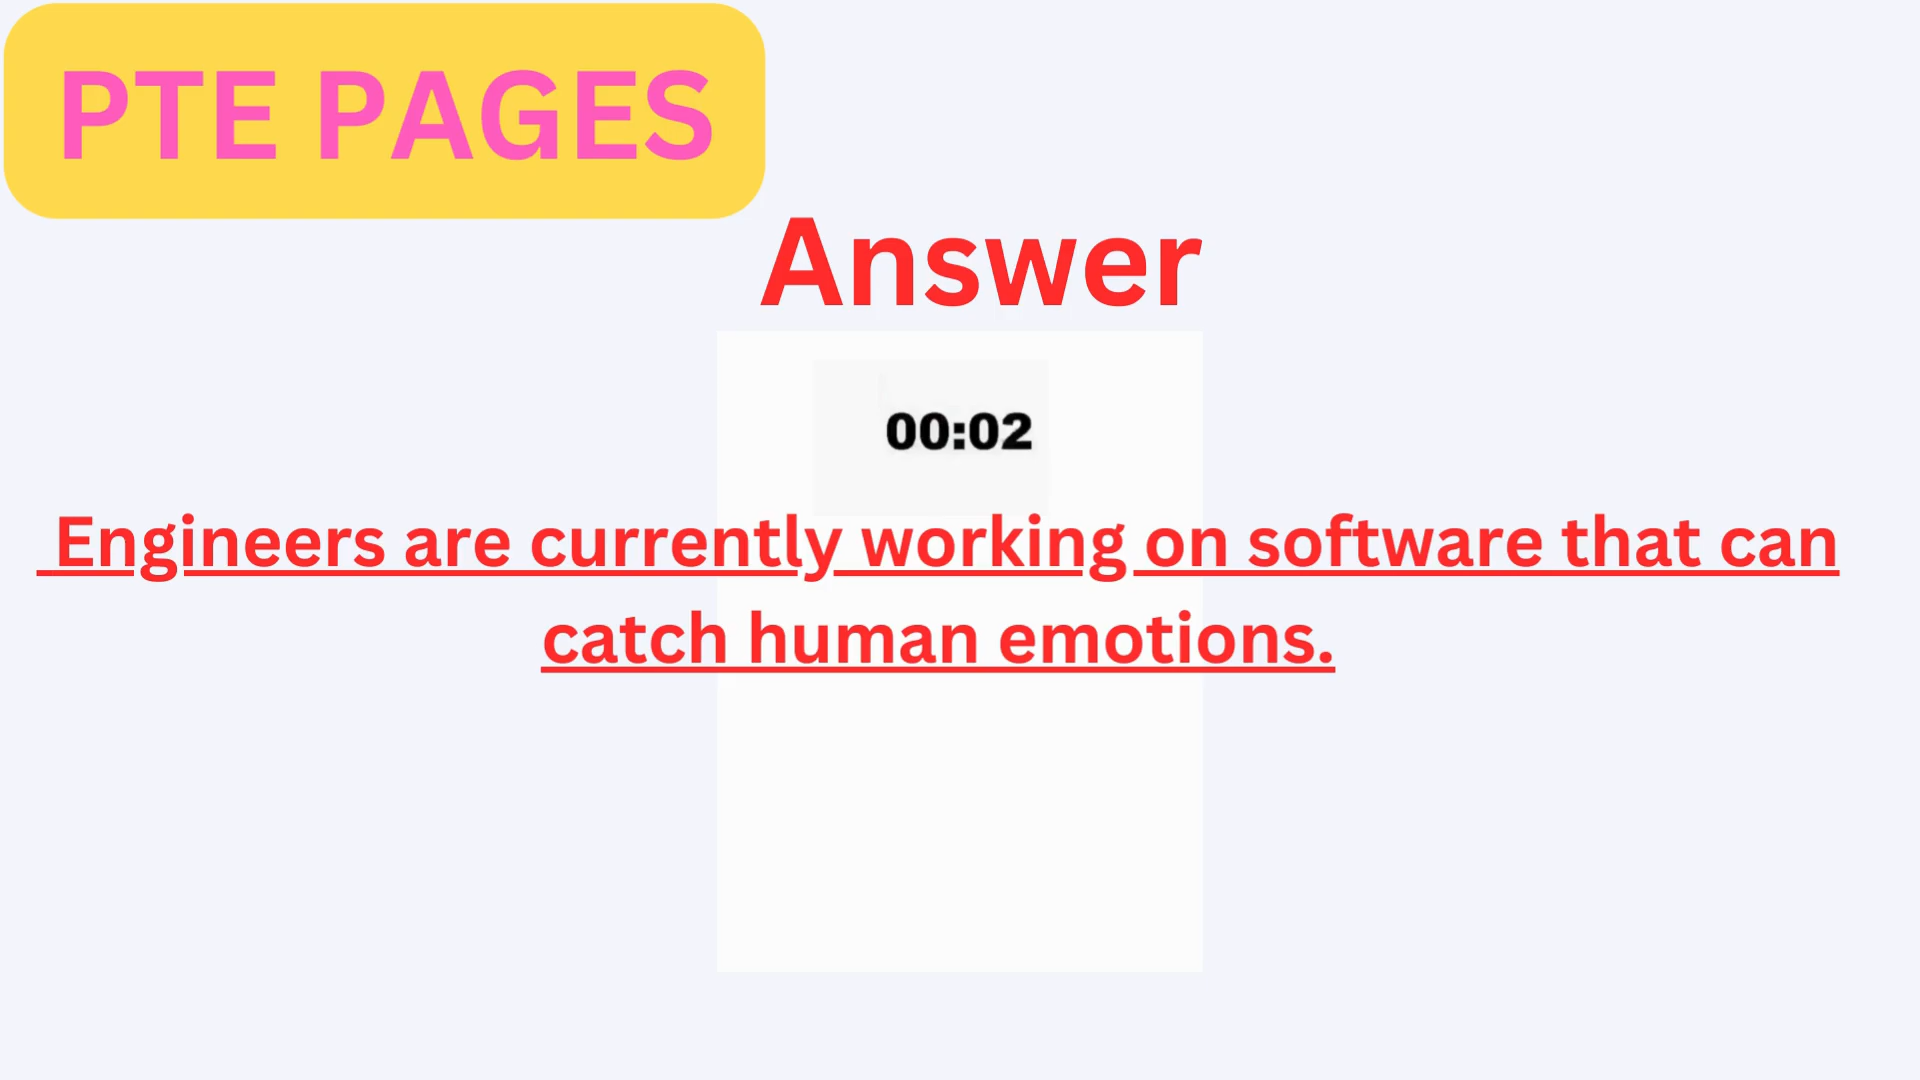 PTE PAGES
Answer
00:02
Engineers are currently working on software that can
catch human emotions.